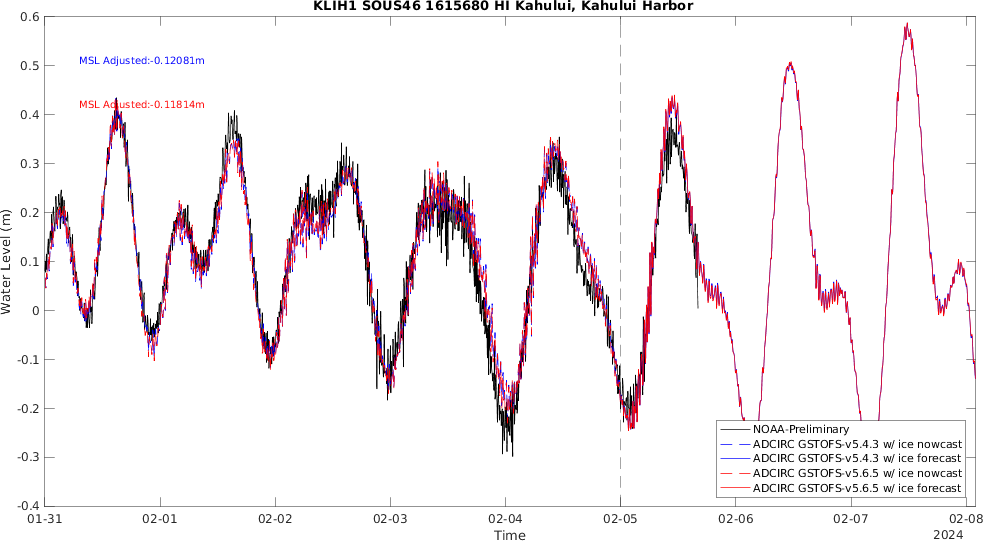 KLIH1 SOUS46 1615680 HI Kahului, Kahului Harbor
0.6
0.5
0.4
0.3
0.2
0.1
0
-0.1
-0.2
-0.3
-0.4
Water Level (m)
MSL Adjusted:-0.12081m
MSL Adjusted:-0.11814m
NOAA-Preliminary
ADCIRC GSTOFS-v5.4.3 w/ ice nowcast
ADCIRC GSTOFS-v5.4.3 w/ ice forecast
ADCIRC GSTOFS-v5.6.5 w/ ice nowcast
ADCIRC GSTOFS-v5.6.5 w/ ice forecast
01-31 02-01 02-02 02-03 02-04 02-05 02-06 02-07 02-08
Time
2024